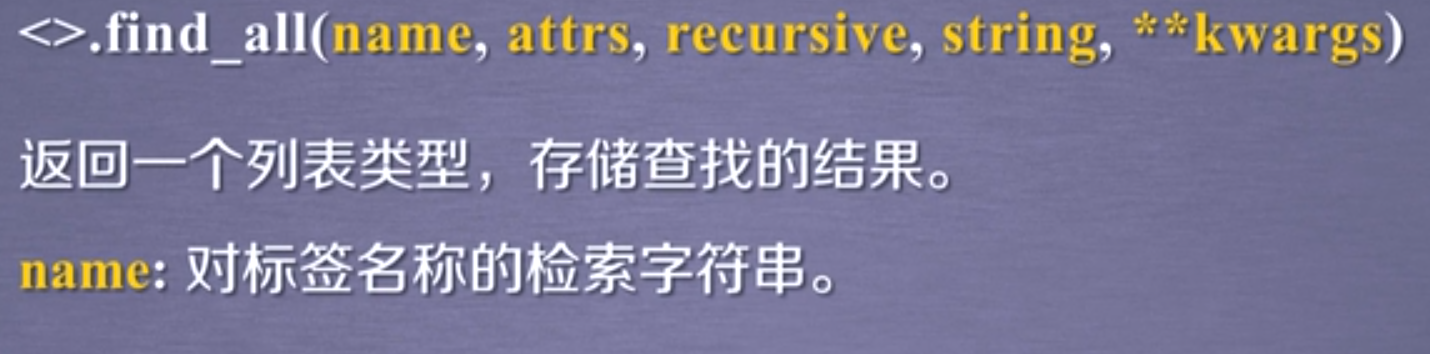 <>.find_all(name, attrs, recursive, string, **kwargs)
返回一个列表类型，存储查找的结果。
name: 对标签名称的检索字符串。